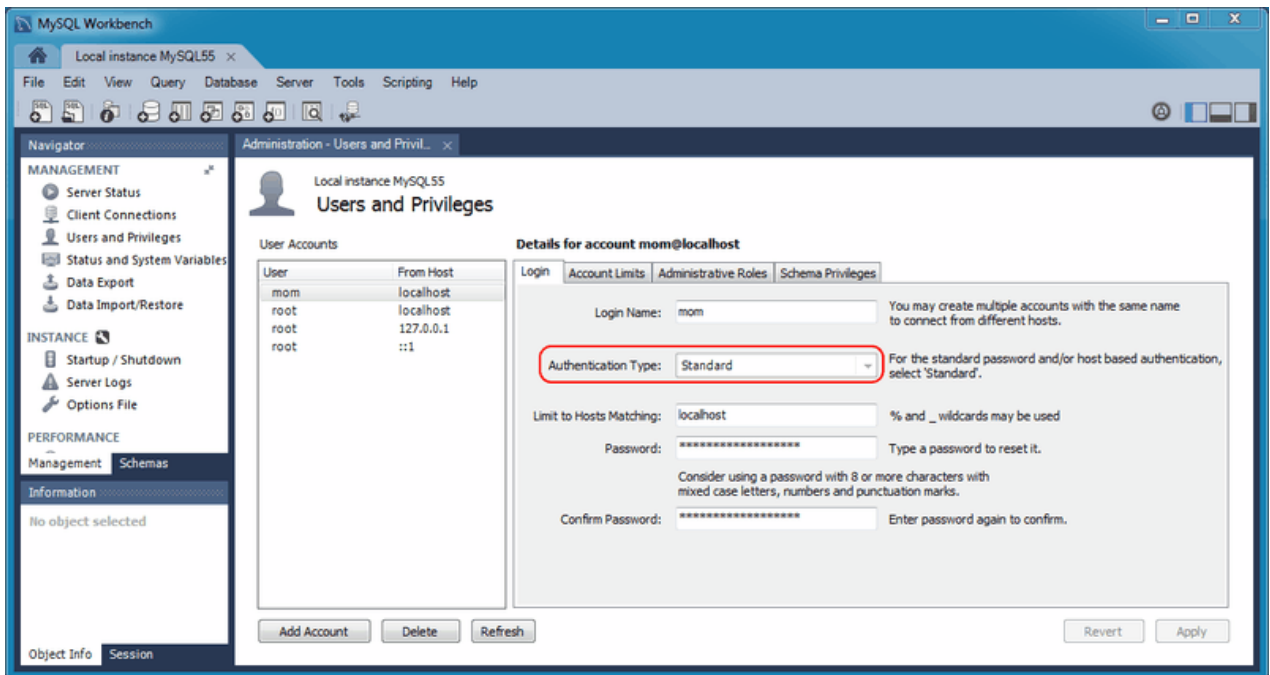 MySQL Workbench
Local instance MySQL55
File Edit View Query Database Server Tools Scripting Help
Navigator
MANAGEMENT
Server Status
Client Connections
Users and Privileges
Status and System Variables
Data Export
Data Import/Restore
INSTANCE
Startup / Shutdown
Server Logs
Options File
PERFORMANCE
Management Schemas
Information
No object selected
Object Info Session
Administration - Users and Privil...
Local instance MySQL55
Users and Privileges
User Accounts
User From Host
mom localhost
root localhost
root 127.0.0.1
root ::1
Add Account Delete Refresh
Details for account mom@localhost
Login Account Limits Administrative Roles Schema Privileges
Login Name: mom You may create multiple accounts with the same name
to connect from different hosts.
Authentication Type: Standard For the standard password and/or host based authentication,
select 'Standard'.
Limit to Hosts Matching: localhost % and _ wildcards may be used
Password: ****************** Type a password to reset it.
Consider using a password with 8 or more characters with
mixed case letters, numbers and punctuation marks.
Confirm Password: ****************** Enter password again to confirm.
Revert Apply